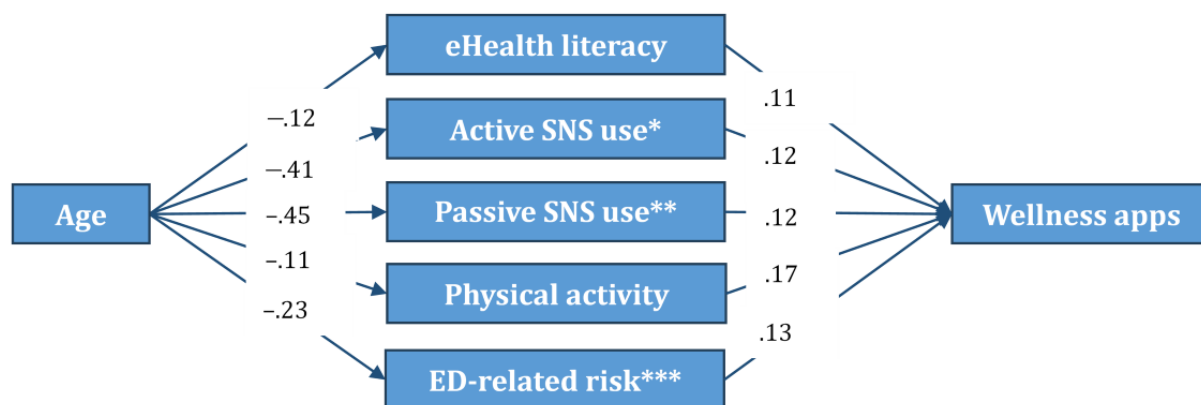 eHealth literacy
–.12
.11
Active SNS use*
–.41
.12
Age
Passive SNS use**
–.45
.12
Wellness apps
Physical activity
–.11
.17
ED-related risk***
–.23
.13